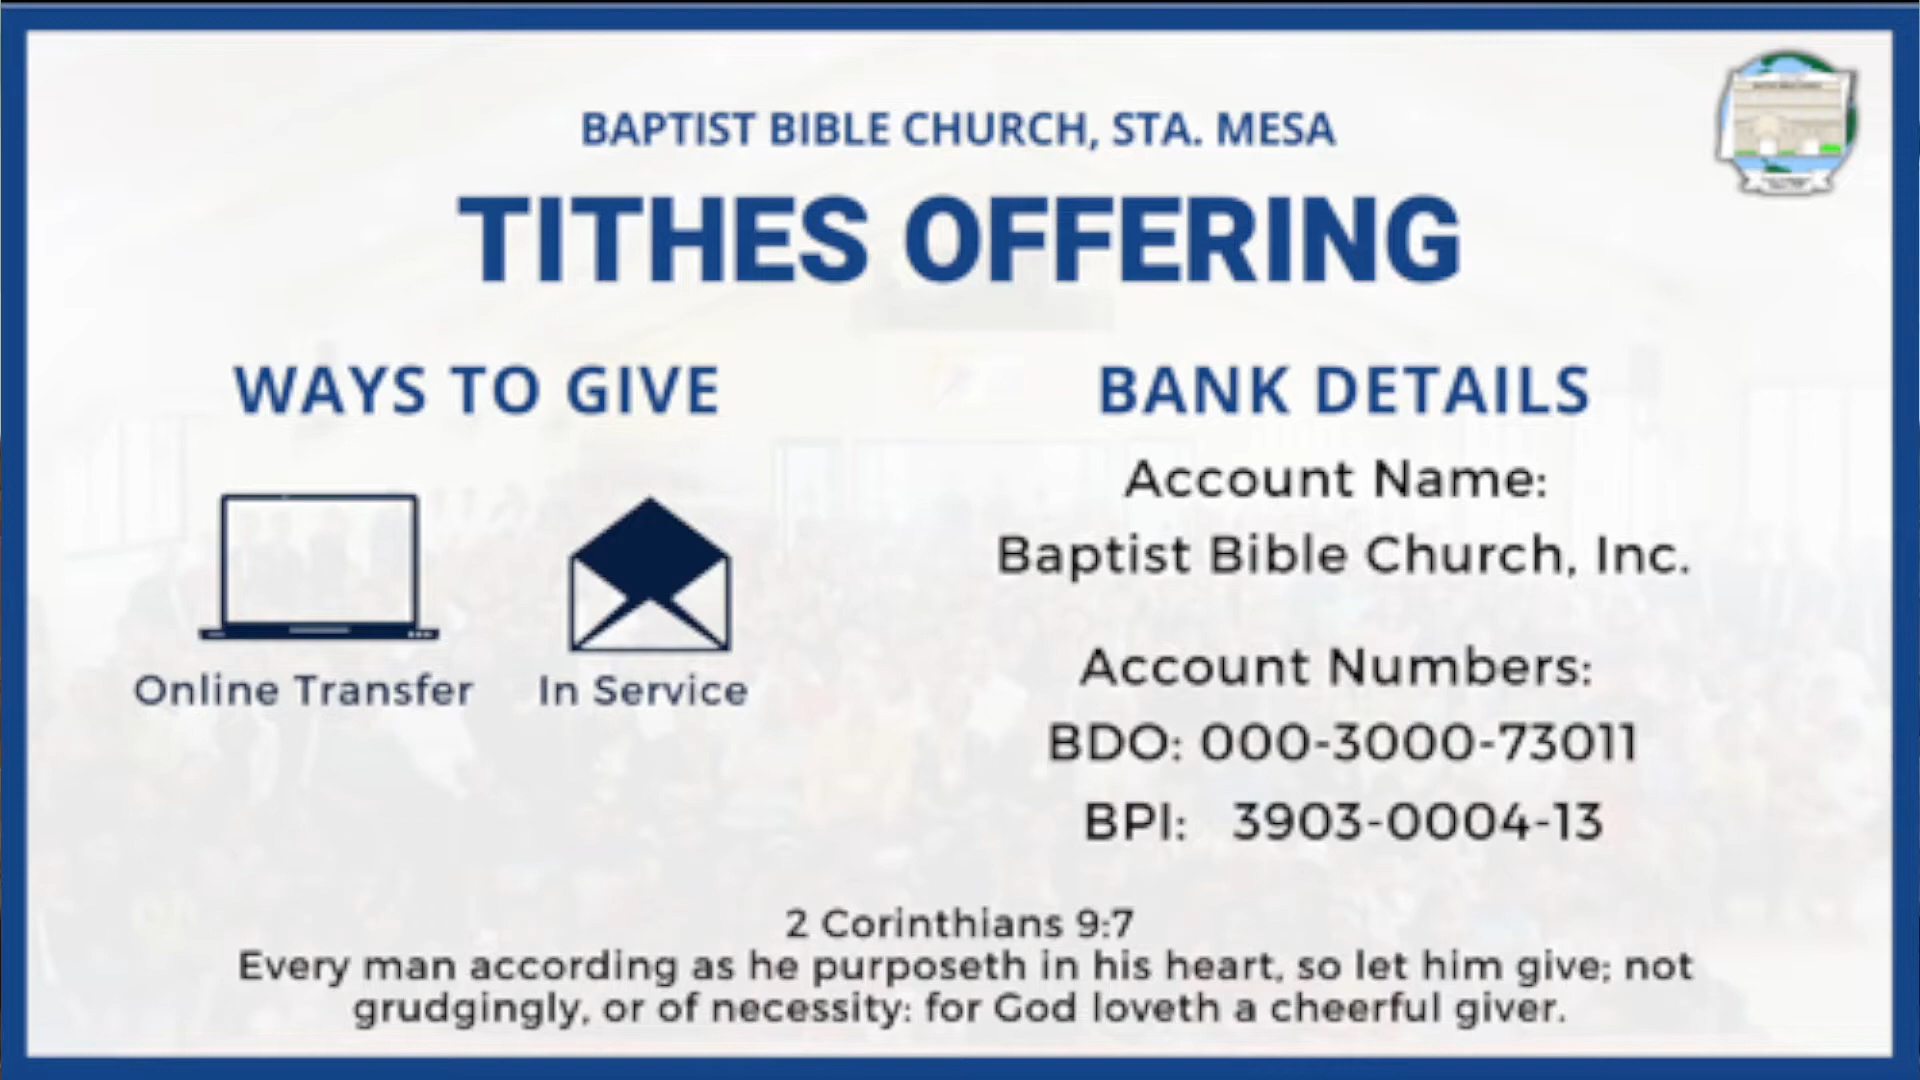 BAPTIST BIBLE CHURCH, STA. MESA
TITHES OFFERING
WAYS TO GIVE
Online Transfer
In Service
BANK DETAILS
Account Name:
Baptist Bible Church, Inc.
Account Numbers:
BDO: 000-3000-73011
BPI: 3903-0004-13
2 Corinthians 9:7
Every man according as he purposeth in his heart, so let him give; not
grudgingly, or of necessity: for God loveth a cheerful giver.